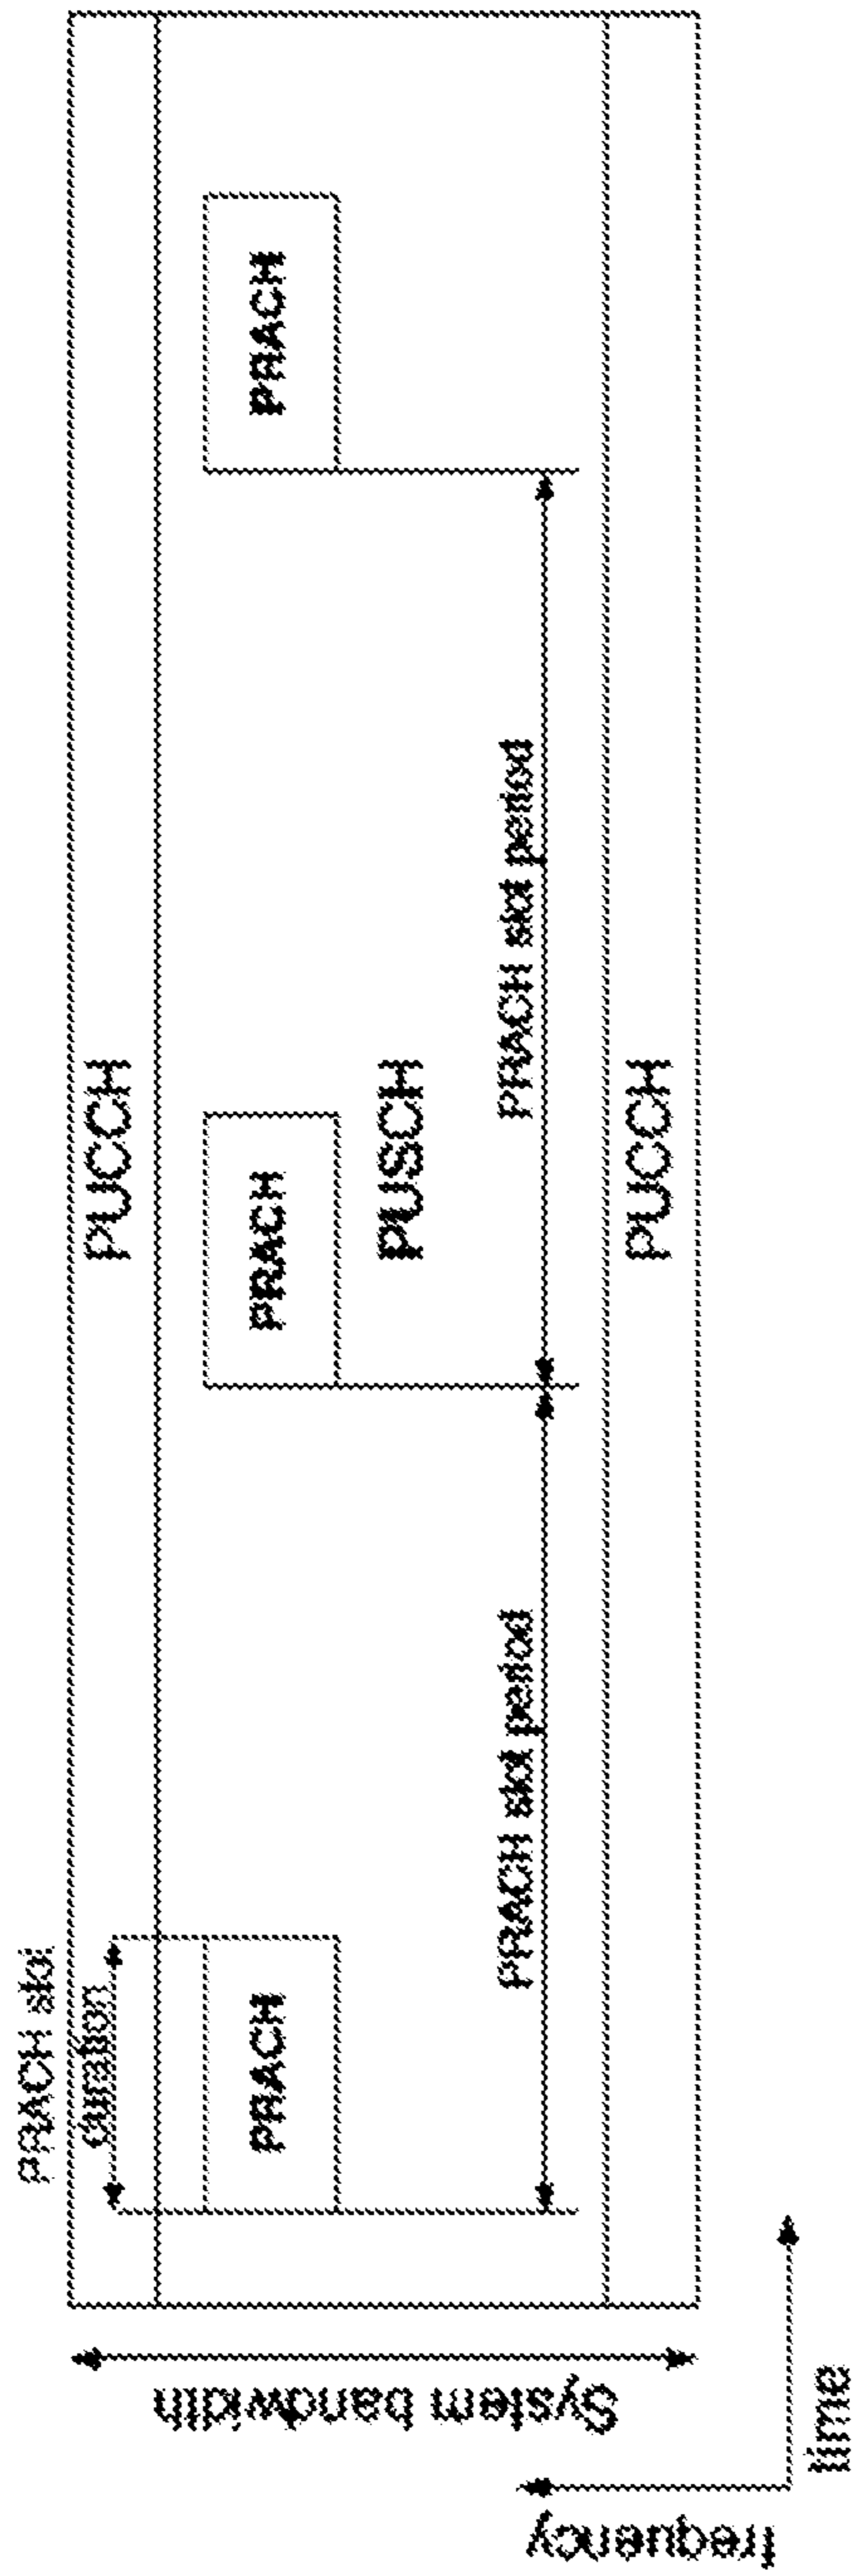 PRACH slot
duration
PUCCH
PRACH
PRACH
PRACH
PUSCH
PRACH slot period
PRACH slot period
PUCCH
System bandwidth
frequency
time